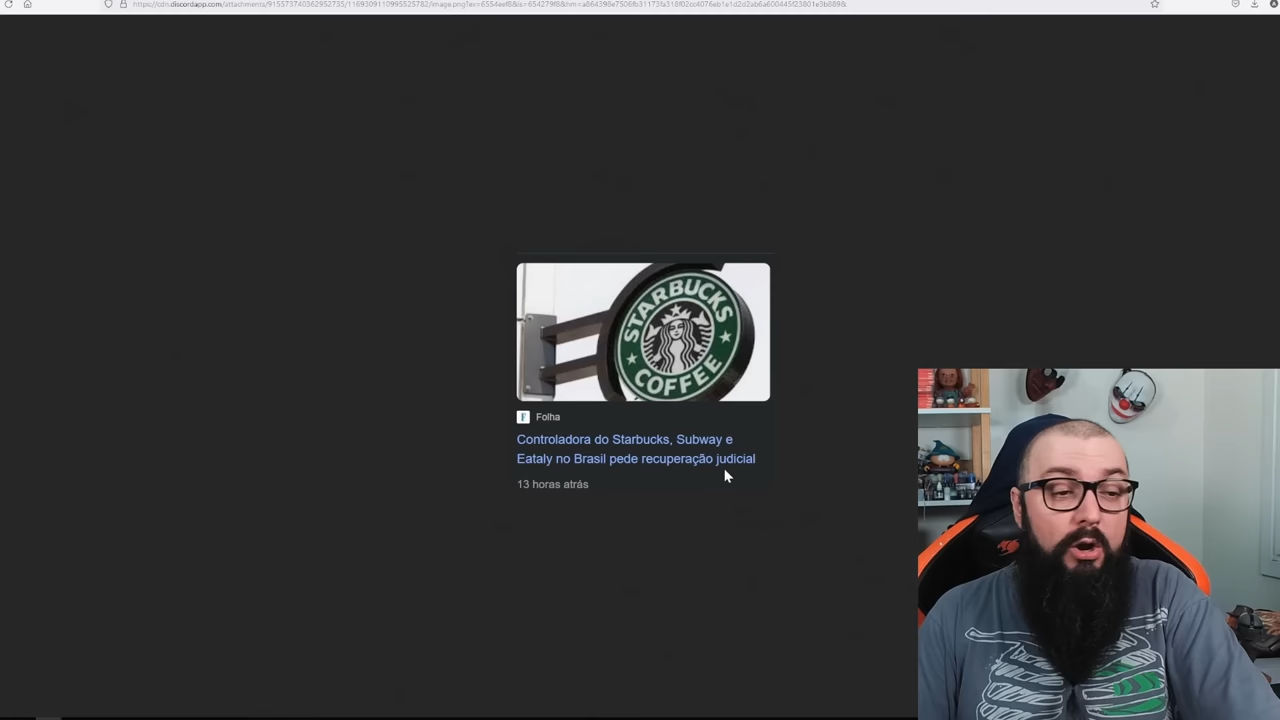 STARBUCKS
COFFEE
Folha
Controladora do Starbucks, Subway e
Eataly no Brasil pede recuperação judicial
13 horas atrás